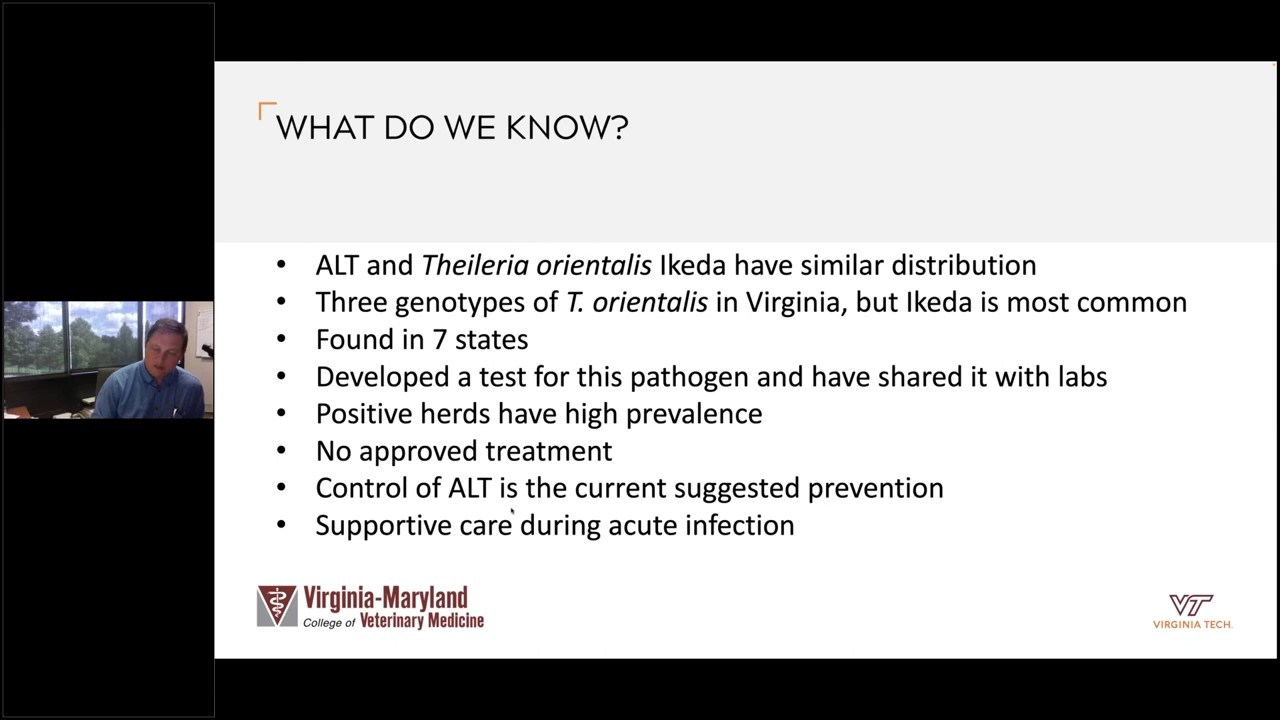 WHAT DO WE KNOW?
• ALT and Theileria orientalis Ikeda have similar distribution
• Three genotypes of T. orientalis in Virginia, but Ikeda is most common
• Found in 7 states
• Developed a test for this pathogen and have shared it with labs
• Positive herds have high prevalence
• No approved treatment
• Control of ALT is the current suggested prevention
• Supportive care during acute infection
Virginia-Maryland
College of Veterinary Medicine
VT
VIRGINIA TECH.